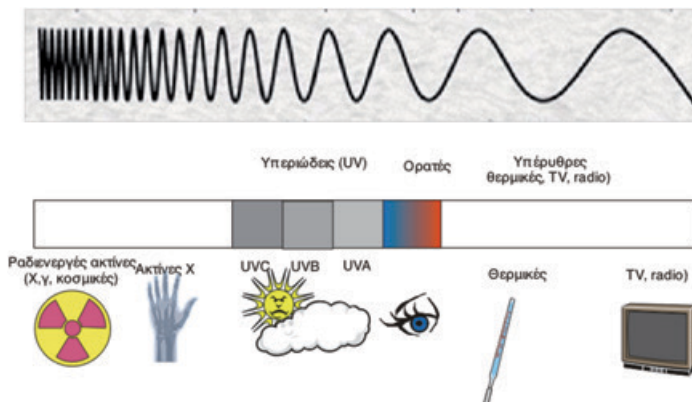 Υπεριώδεις (UV)
Ορατές
Υπέρυθρες
θερμικές, TV, radio)
Ραδιενεργές ακτίνες
(Χ,γ, κοσμικές)
Ακτίνες Χ
UVC
UVB
UVA
Θερμικές
TV, radio)